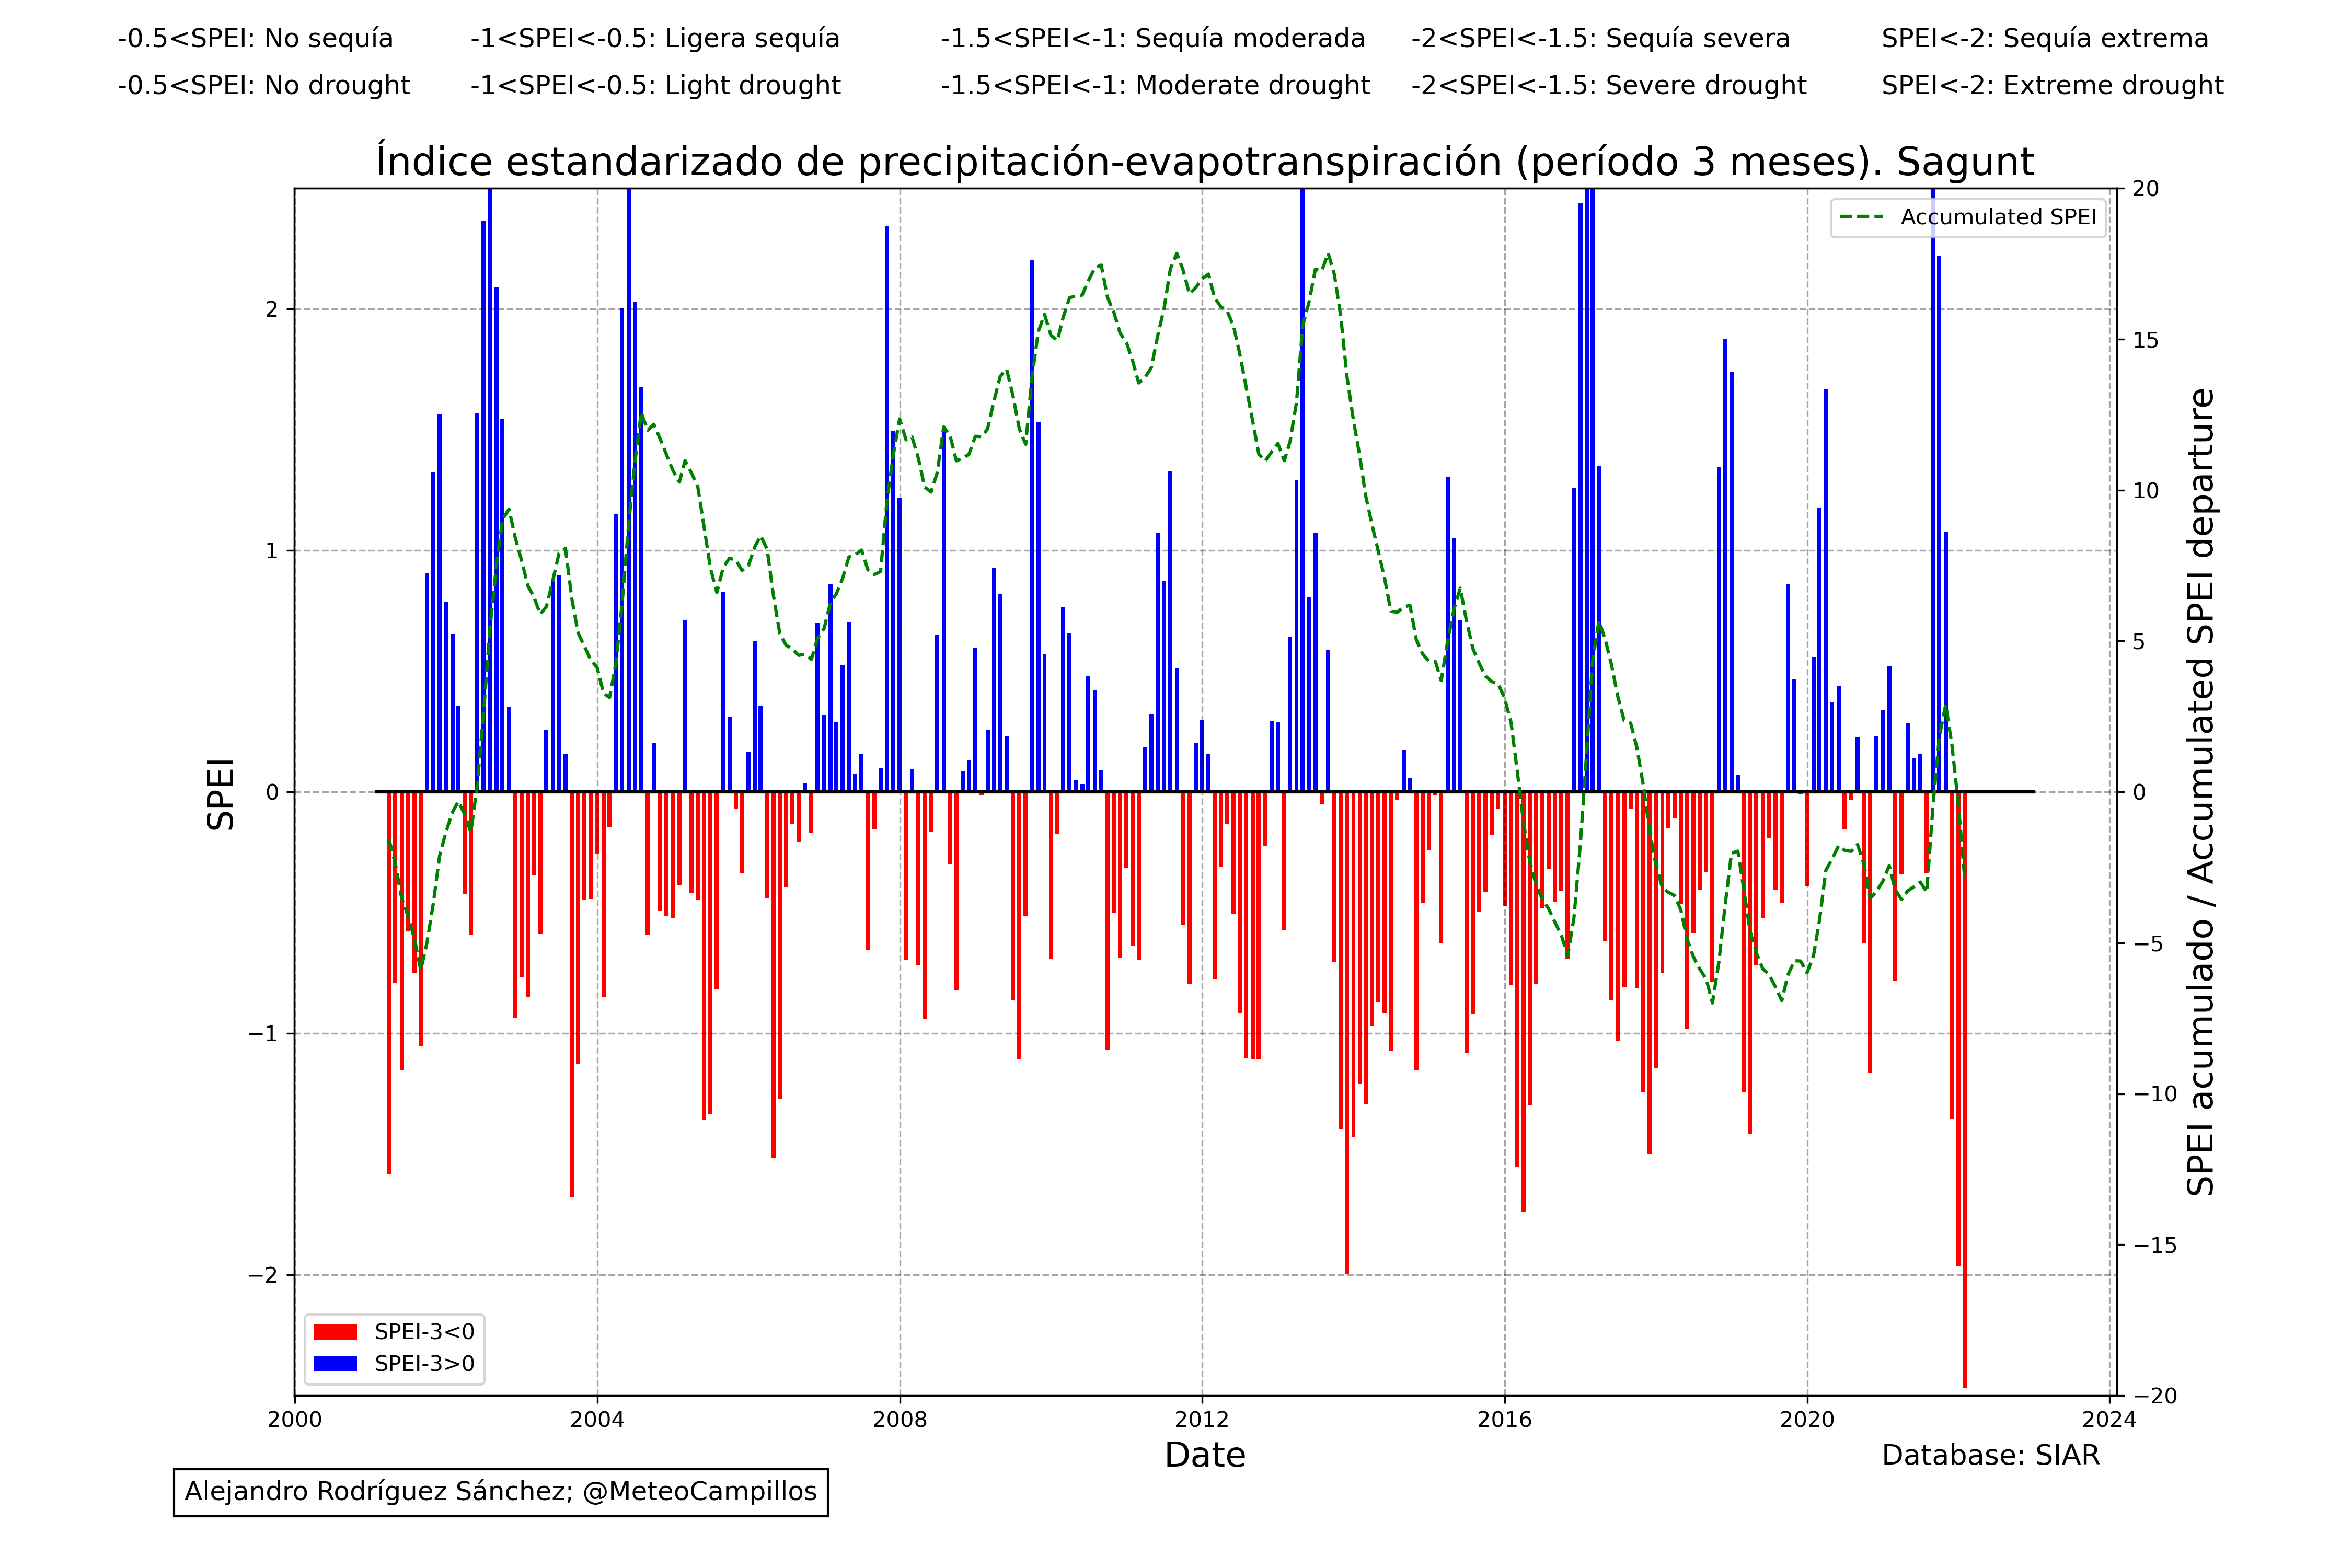 -0.5<SPEI: No sequía -1<SPEI<-0.5: Ligera sequía -1.5<SPEI<-1: Sequía moderada -2<SPEI<-1.5: Sequía severa SPEI<-2: Sequía extrema
-0.5<SPEI: No drought -1<SPEI<-0.5: Light drought -1.5<SPEI<-1: Moderate drought -2<SPEI<-1.5: Severe drought SPEI<-2: Extreme drought
Índice estandarizado de precipitación-evapotranspiración (período 3 meses). Sagunt
Accumulated SPEI
SPEI
2
1
0
−1
−2
20
15
10
5
0
−5
−10
−15
−20
SPEI acumulado / Accumulated SPEI departure
SPEI-3<0
SPEI-3>0
2000 2004 2008 2012 2016 2020 2024
Date
Database: SIAR
Alejandro Rodríguez Sánchez; @MeteoCampillos